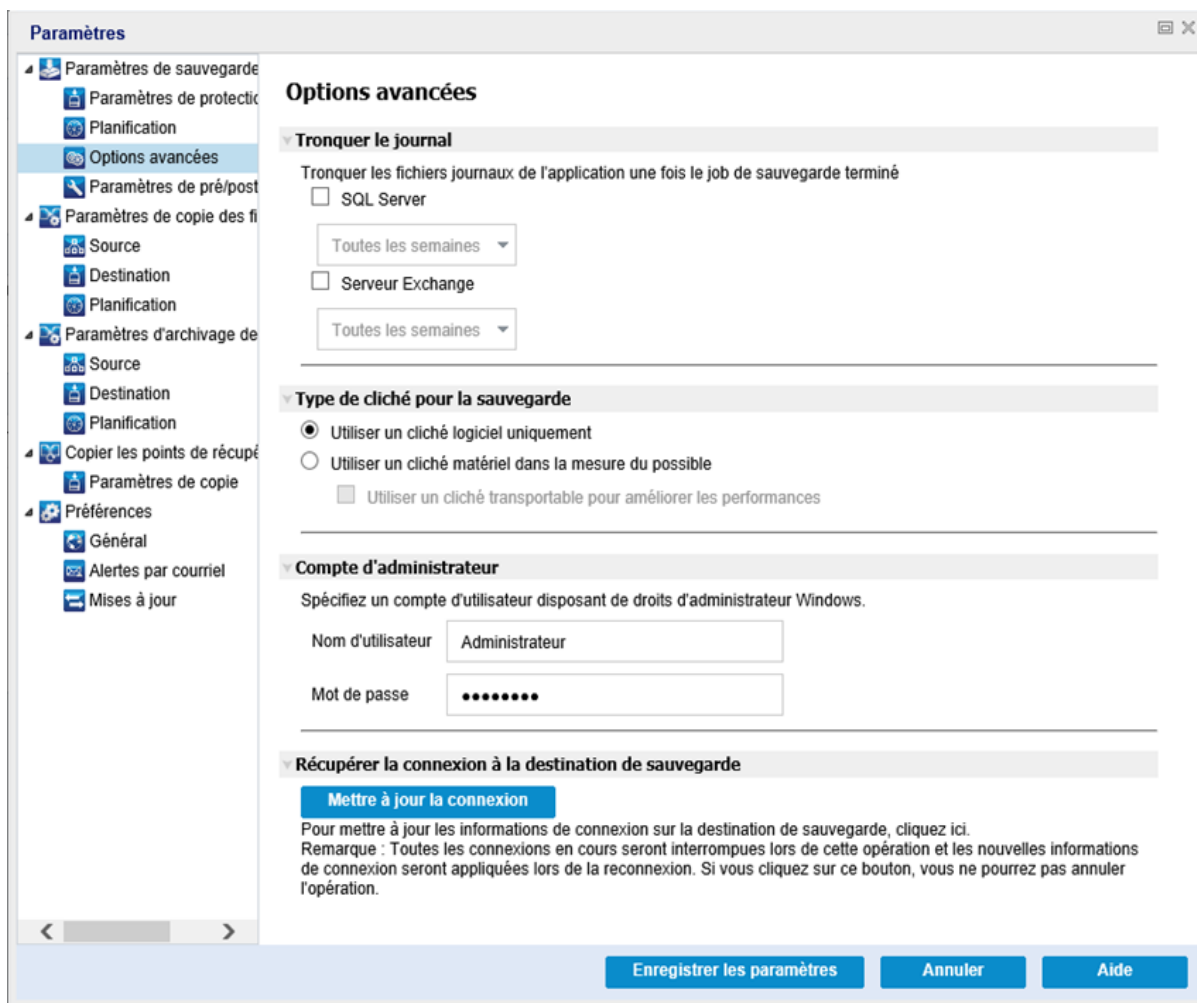 Paramètres
Paramètres de sauvegarde
Paramètres de protectic
Planification
Options avancées
Paramètres de pré/post
Paramètres de copie des fi
Source
Destination
Planification
Paramètres d'archivage de
Source
Destination
Planification
Copier les points de récupé
Paramètres de copie
Préférences
Général
Alertes par courriel
Mises à jour
Options avancées
Tronquer le journal
Tronquer les fichiers journaux de l'application une fois le job de sauvegarde terminé
SQL Server
Toutes les semaines
Serveur Exchange
Toutes les semaines
Type de cliché pour la sauvegarde
Utiliser un cliché logiciel uniquement
Utiliser un cliché matériel dans la mesure du possible
Utiliser un cliché transportable pour améliorer les performances
Compte d'administrateur
Spécifiez un compte d'utilisateur disposant de droits d'administrateur Windows.
Nom d'utilisateur Administrateur
Mot de passe ••••••••
Récupérer la connexion à la destination de sauvegarde
Mettre à jour la connexion
Pour mettre à jour les informations de connexion sur la destination de sauvegarde, cliquez ici.
Remarque : Toutes les connexions en cours seront interrompues lors de cette opération et les nouvelles informations
de connexion seront appliquées lors de la reconnexion. Si vous cliquez sur ce bouton, vous ne pourrez pas annuler
l'opération.
Enregistrer les paramètres Annuler Aide